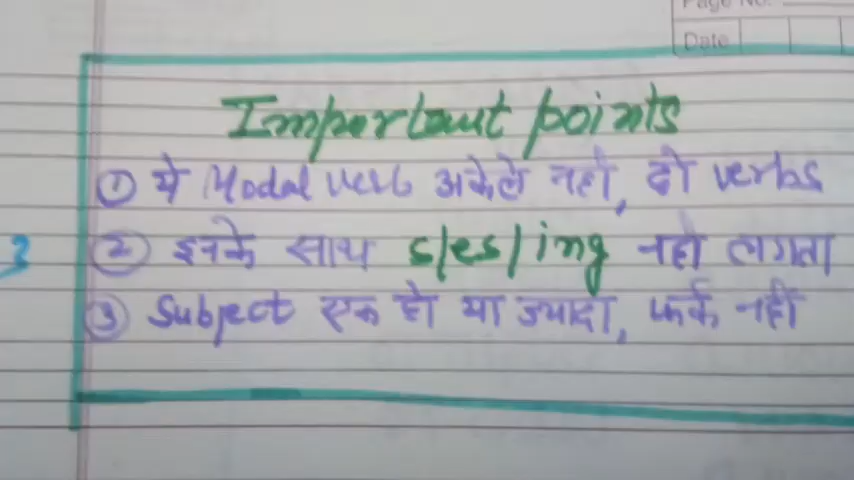 Page No.
Date
Important points
① ये Modal verb अकेले नही, दो verbs
② इनके साथ s/es/ing नही लगता
③ Subject एक हो या ज्यादा, फर्क नहीं